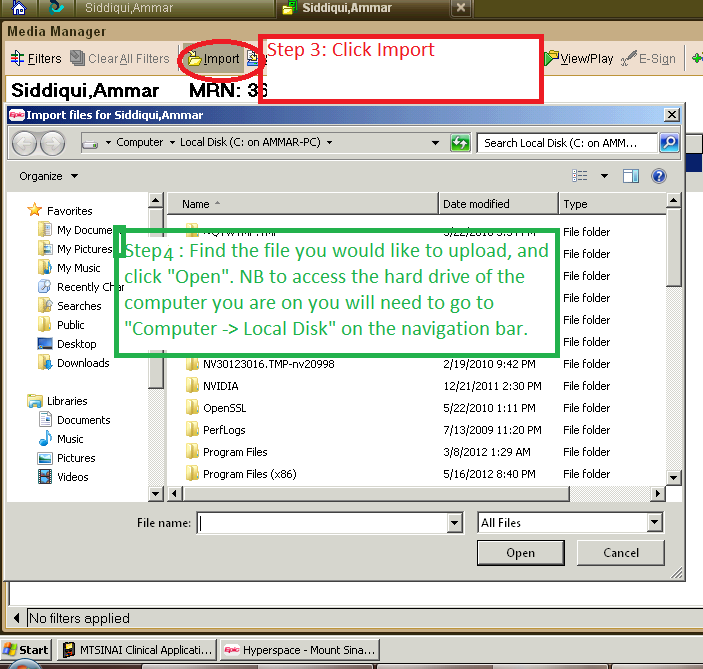 Siddiqui,Ammar
Siddiqui,Ammar
Media Manager
Filters Clear All Filters Import View/Play E-Sign
Step 3: Click Import
Siddiqui,Ammar MRN: 36
Epic Import files for Siddiqui,Ammar
Computer Local Disk (C: on AMMAR-PC) Search Local Disk (C: on AMM...
Organize
Name Date modified Type
Favorites
My Docume
My Pictures
My Music
Recently Cha
Searches
Public
Desktop
Downloads
Libraries
Documents
Music
Pictures
Videos
File folder
File folder
File folder
File folder
File folder
File folder
Step 4 : Find the file you would like to upload, and
click "Open". NB to access the hard drive of the
computer you are on you will need to go to
"Computer -> Local Disk" on the navigation bar.
NV30123016.TMP-nv20998 2/19/2010 9:42 PM File folder
NVIDIA 12/21/2011 2:30 PM File folder
OpenSSL 5/22/2010 1:11 PM File folder
PerfLogs 7/13/2009 11:20 PM File folder
Program Files 3/8/2012 1:29 AM File folder
Program Files (x86) 5/16/2012 8:40 PM File folder
File name: All Files
Open Cancel
No filters applied
Start MTSINAI Clinical Applicati... Epic Hyperspace - Mount Sina...